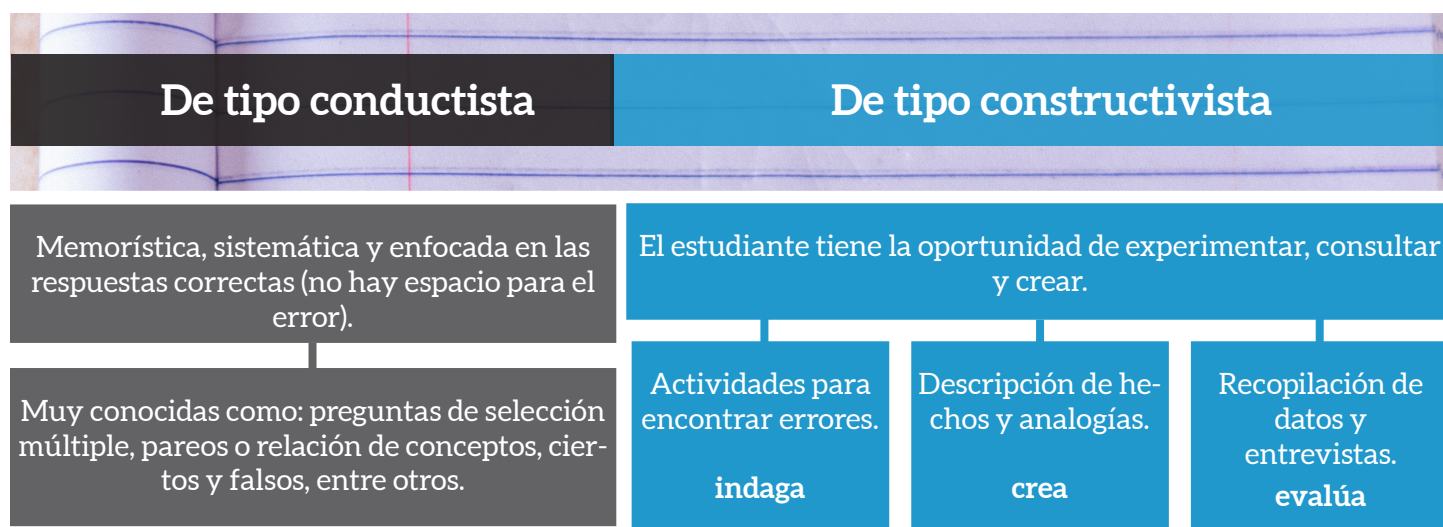 De tipo conductista
De tipo constructivista
Memorística, sistemática y enfocada en las
respuestas correctas (no hay espacio para el
error).
Muy conocidas como: preguntas de selección
múltiple, pareos o relación de conceptos, cier-
tos y falsos, entre otros.
El estudiante tiene la oportunidad de experimentar, consultar
y crear.
Actividades para
encontrar errores.
indaga
Descripción de he-
chos y analogías.
crea
Recopilación de
datos y
entrevistas.
evalúa